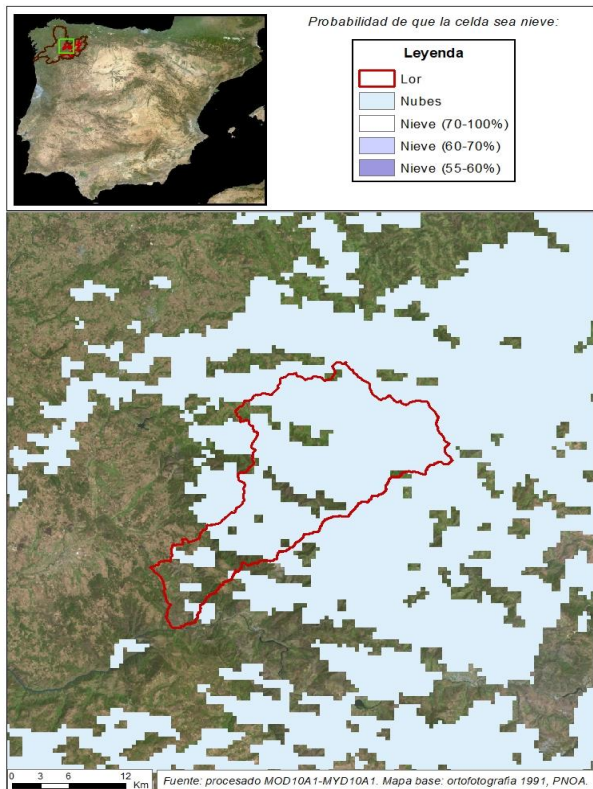 Probabilidad de que la celda sea nieve:
Leyenda
Lor
Nubes
Nieve (70-100%)
Nieve (60-70%)
Nieve (55-60%)
0 3 6 12
Km
Fuente: procesado MOD10A1-MYD10A1. Mapa base: ortofotografia 1991, PNOA.